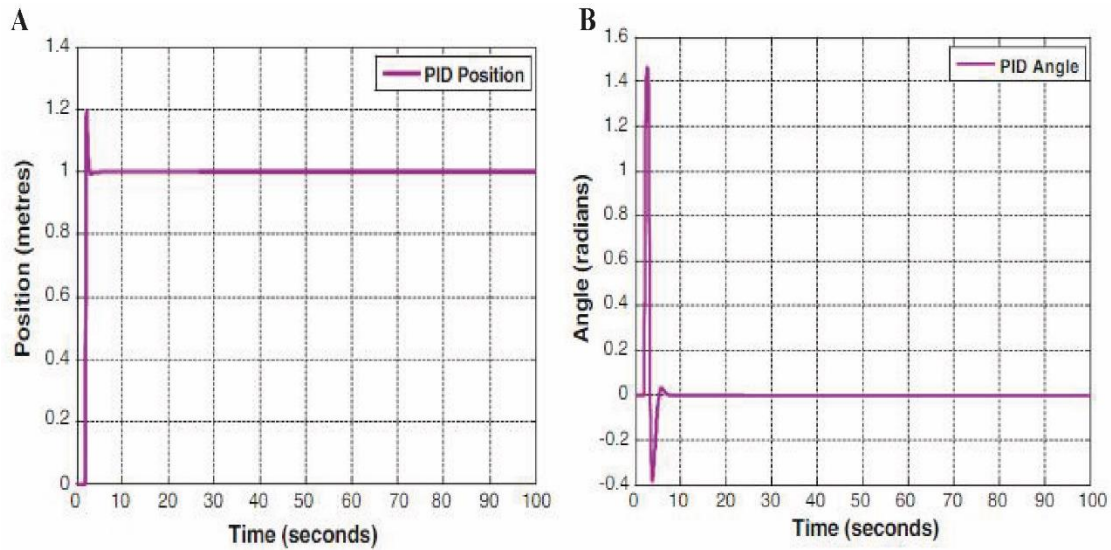 A
1.4
PID Position
1.2
1
0.8
0.6
0.4
0.2
0
0 10 20 30 40 50 60 70 80 90 100
Position (metres)
Time (seconds)
B
1.6
PID Angle
1.4
1.2
1
0.8
0.6
0.4
0.2
0
-0.2
-0.4
0 10 20 30 40 50 60 70 80 90 100
Angle (radians)
Time (seconds)